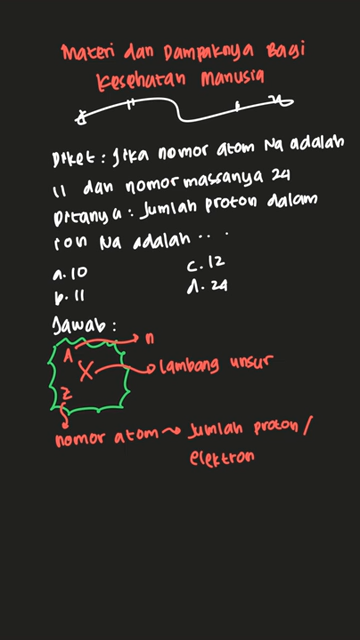 Materi dan Dampaknya Bagi
Kesehatan Manusia
Diket : Jika nomor atom Na adalah
11 dan nomor massanya 24
Ditanya : Jumlah proton dalam
ion Na adalah ....
a. 10
c. 12
b. 11
d. 24
Jawab :
A n
X lambang unsur
Z
nomor atom ~> Jumlah proton /
elektron